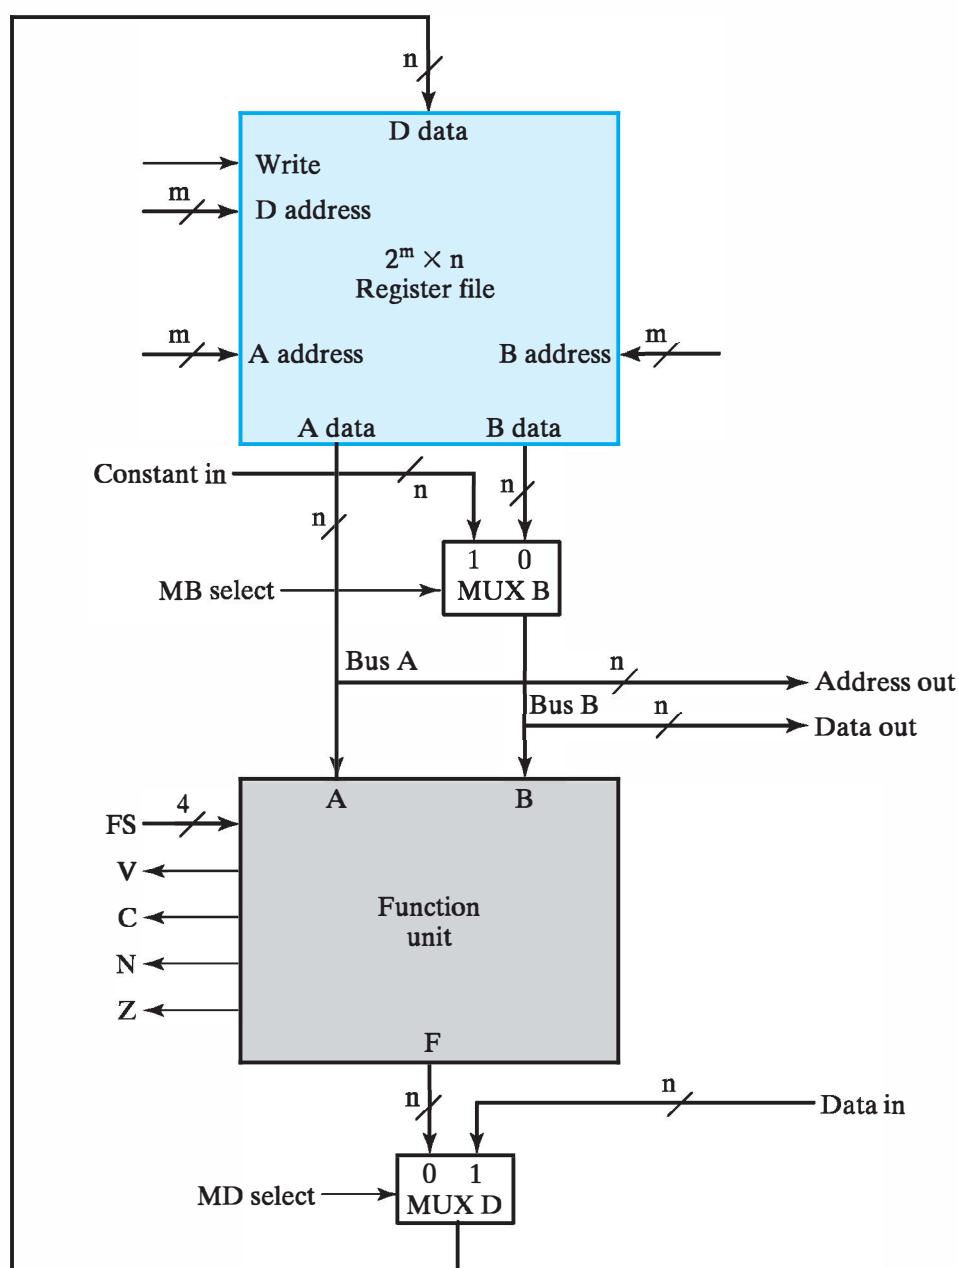 n
D data
Write
m
D address
2ᵐ × n
Register file
m
A address
B address
m
A data
B data
Constant in
n
n
n
1 0
MB select
MUX B
Bus A
n
Address out
Bus B
n
Data out
A
B
4
FS
V
C
N
Z
Function
unit
F
n
n
Data in
0 1
MD select
MUX D